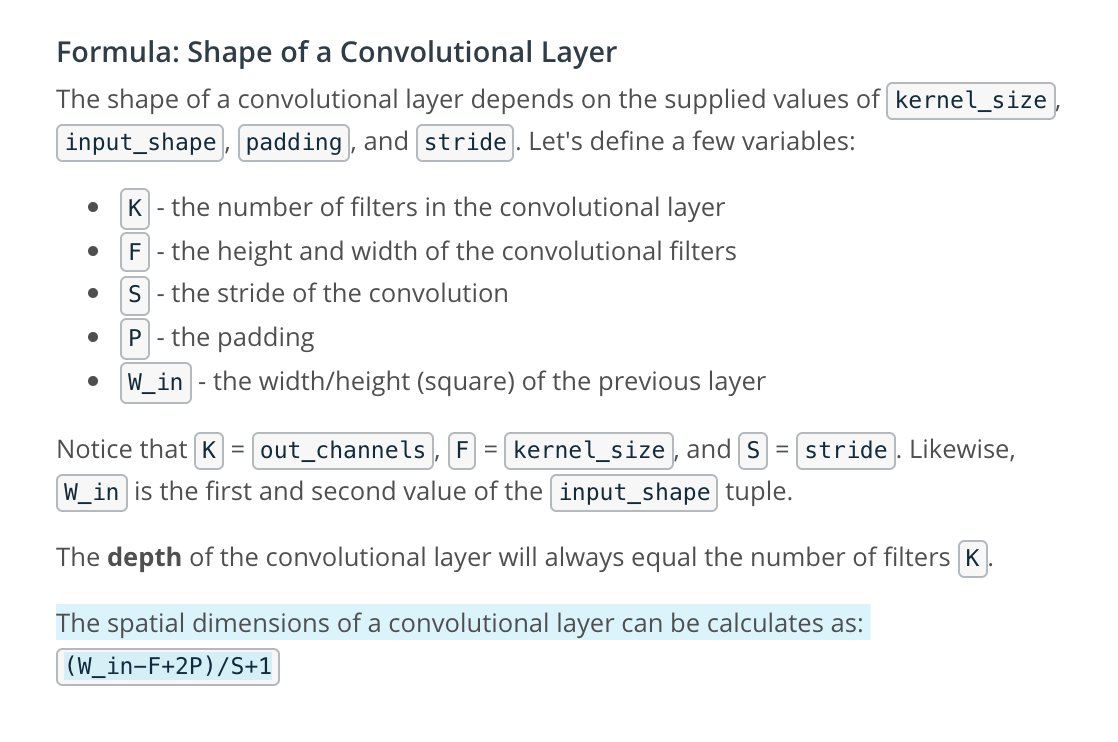 Formula: Shape of a Convolutional Layer
The shape of a convolutional layer depends on the supplied values of kernel_size,
input_shape, padding, and stride. Let's define a few variables:
• K - the number of filters in the convolutional layer
• F - the height and width of the convolutional filters
• S - the stride of the convolution
• P - the padding
• W_in - the width/height (square) of the previous layer
Notice that K = out_channels, F = kernel_size, and S = stride. Likewise,
W_in is the first and second value of the input_shape tuple.
The depth of the convolutional layer will always equal the number of filters K.
The spatial dimensions of a convolutional layer can be calculates as:
(W_in−F+2P)/S+1